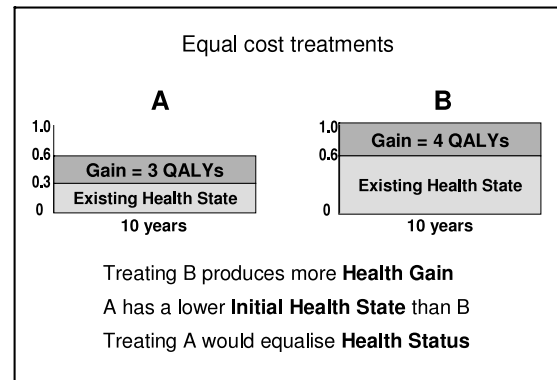 Equal cost treatments
A
1.0
0.6
Gain = 3 QALYs
0.3
Existing Health State
0
10 years
B
1.0
Gain = 4 QALYs
0.6
Existing Health State
0
10 years
Treating B produces more Health Gain
A has a lower Initial Health State than B
Treating A would equalise Health Status